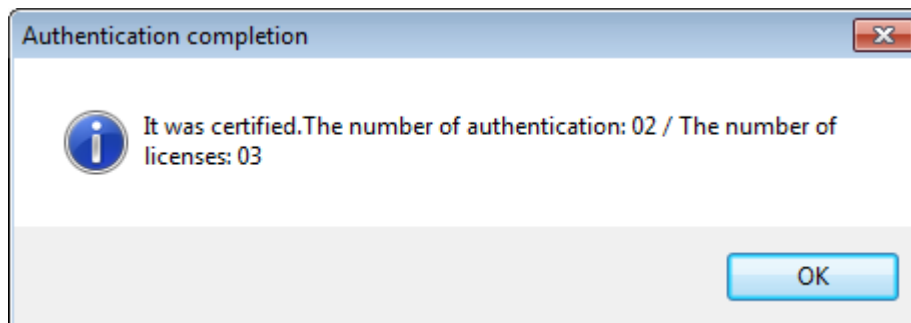 Authentication completion
It was certified.The number of authentication: 02 / The number of
licenses: 03
OK